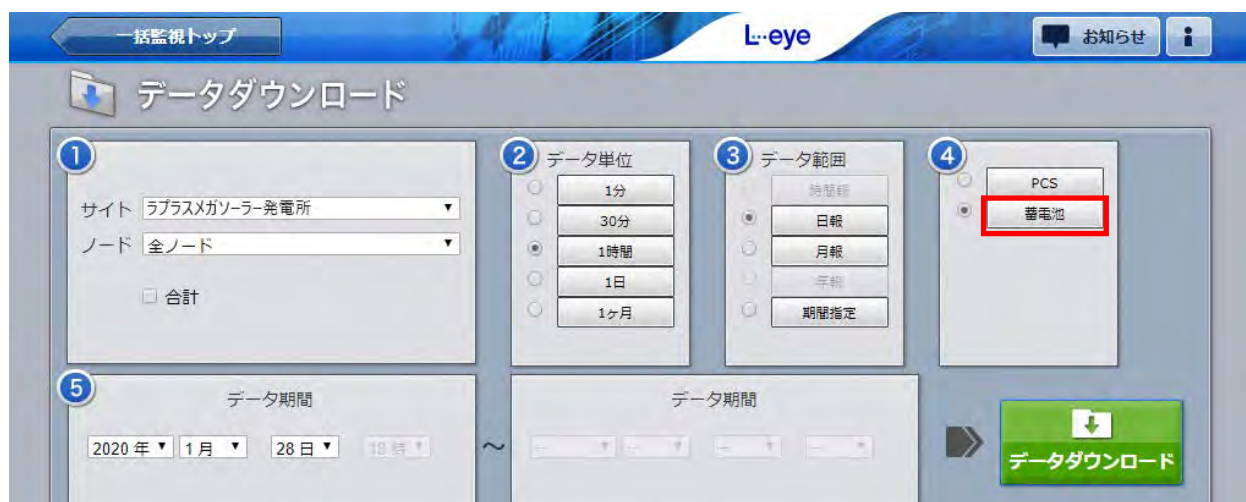 一括監視トップ
L・・・eye
お知らせ
i
データダウンロード
1
サイト ラプラスメガソーラー発電所
ノード 全ノード
合計
2 データ単位
1分
30分
1時間
1日
1ヶ月
3 データ範囲
時間報
日報
月報
年報
期間指定
4
PCS
蓄電池
5
データ期間
2020 年 1 月 28 日 18 時
～
データ期間
-- -- -- --
データダウンロード